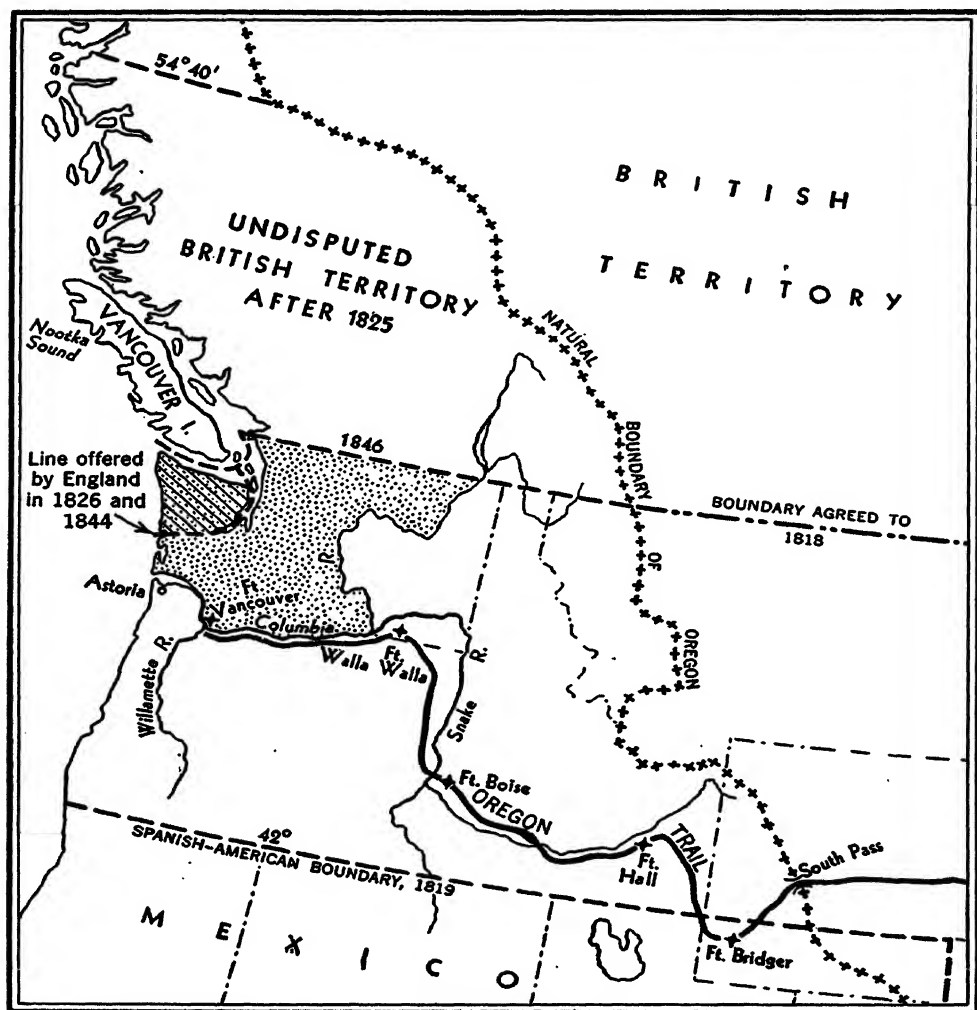 54°40'
BRITISH
TERRITORY
UNDISPUTED
BRITISH TERRITORY
AFTER 1825
NATURAL
BOUNDARY
OF
OREGON
VANCOUVER I.
Nootka
Sound
1846
Line offered
by England
in 1826 and
1844
BOUNDARY AGREED TO
1818
R.
Astoria
Ft.
Vancouver
Columbia
Walla
Ft.
Walla
R.
Snake
Willamette R.
Ft. Boise
OREGON
TRAIL
Ft.
Hall
South Pass
Ft. Bridger
42°
SPANISH-AMERICAN BOUNDARY, 1819
MEXICO